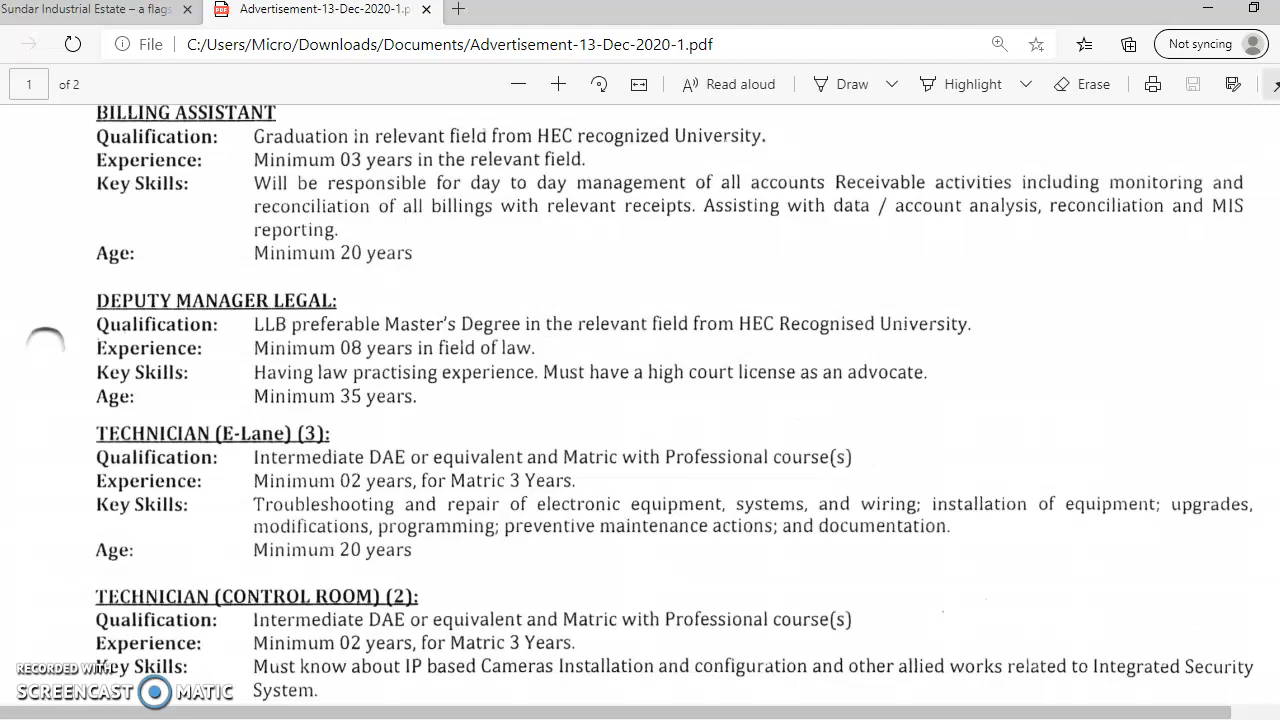 Sundar Industrial Estate – a flags
Advertisement-13-Dec-2020-1.p
File C:/Users/Micro/Downloads/Documents/Advertisement-13-Dec-2020-1.pdf Not syncing
1 of 2 Read aloud Draw Highlight Erase
BILLING ASSISTANT
Qualification: Graduation in relevant field from HEC recognized University.
Experience: Minimum 03 years in the relevant field.
Key Skills: Will be responsible for day to day management of all accounts Receivable activities including monitoring and
reconciliation of all billings with relevant receipts. Assisting with data / account analysis, reconciliation and MIS
reporting.
Age: Minimum 20 years
DEPUTY MANAGER LEGAL:
Qualification: LLB preferable Master's Degree in the relevant field from HEC Recognised University.
Experience: Minimum 08 years in field of law.
Key Skills: Having law practising experience. Must have a high court license as an advocate.
Age: Minimum 35 years.
TECHNICIAN (E-Lane) (3):
Qualification: Intermediate DAE or equivalent and Matric with Professional course(s)
Experience: Minimum 02 years, for Matric 3 Years.
Key Skills: Troubleshooting and repair of electronic equipment, systems, and wiring; installation of equipment; upgrades,
modifications, programming; preventive maintenance actions; and documentation.
Age: Minimum 20 years
TECHNICIAN (CONTROL ROOM) (2):
Qualification: Intermediate DAE or equivalent and Matric with Professional course(s)
Experience: Minimum 02 years, for Matric 3 Years.
Key Skills: Must know about IP based Cameras Installation and configuration and other allied works related to Integrated Security
System.
RECORDED WITH
SCREENCAST MATIC